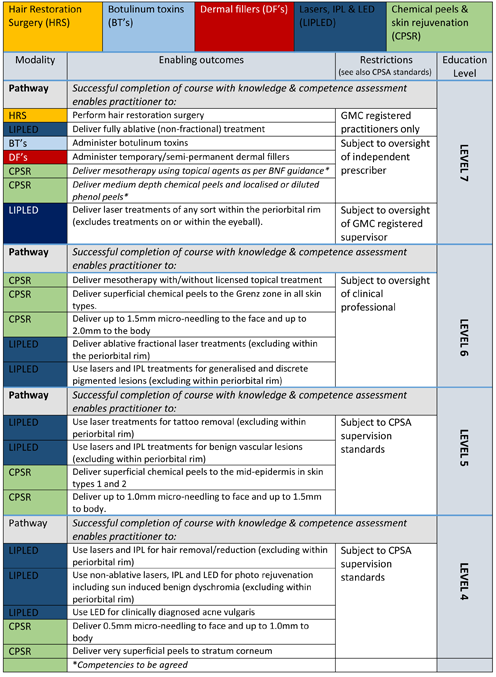 Hair Restoration
Surgery (HRS)
Botulinum toxins
(BT's)
Dermal fillers (DF's)
Lasers, IPL & LED
(LIPLED)
Chemical peels &
skin rejuvenation
(CPSR)
Modality
Enabling outcomes
Restrictions
(see also CPSA standards)
Education
Level
Pathway
Successful completion of course with knowledge & competence assessment
enables practitioner to:
HRS
Perform hair restoration surgery
GMC registered
practitioners only
LIPLED
Deliver fully ablative (non-fractional) treatment
BT's
Administer botulinum toxins
Subject to oversight
of independent
prescriber
DF's
Administer temporary/semi-permanent dermal fillers
CPSR
Deliver mesotherapy using topical agents as per BNF guidance*
CPSR
Deliver medium depth chemical peels and localised or diluted
phenol peels*
LIPLED
Deliver laser treatments of any sort within the periorbital rim
(excludes treatments on or within the eyeball).
Subject to oversight
of GMC registered
supervisor
LEVEL 7
Pathway
Successful completion of course with knowledge & competence assessment
enables practitioner to:
CPSR
Deliver mesotherapy with/without licensed topical treatment
Subject to oversight
of clinical
professional
CPSR
Deliver superficial chemical peels to the Grenz zone in all skin
types.
CPSR
Deliver up to 1.5mm micro-needling to the face and up to
2.0mm to the body
LIPLED
Deliver ablative fractional laser treatments (excluding within
the periorbital rim)
LIPLED
Use lasers and IPL treatments for generalised and discrete
pigmented lesions (excluding within periorbital rim)
LEVEL 6
Pathway
Successful completion of course with knowledge & competence assessment
enables practitioner to:
LIPLED
Use laser treatments for tattoo removal (excluding within
periorbital rim)
Subject to CPSA
supervision
standards
LIPLED
Use lasers and IPL treatments for benign vascular lesions
(excluding within periorbital rim)
CPSR
Deliver superficial chemical peels to the mid-epidermis in skin
types 1 and 2
CPSR
Deliver up to 1.0mm micro-needling to face and up to 1.5mm
to body.
LEVEL 5
Pathway
Successful completion of course with knowledge & competence assessment
enables practitioner to:
LIPLED
Use lasers and IPL for hair removal/reduction (excluding within
periorbital rim)
Subject to CPSA
supervision
standards
LIPLED
Use non-ablative lasers, IPL and LED for photo rejuvenation
including sun induced benign dyschromia (excluding within
periorbital rim)
LIPLED
Use LED for clinically diagnosed acne vulgaris
CPSR
Deliver 0.5mm micro-needling to face and up to 1.0mm to
body
CPSR
Deliver very superficial peels to stratum corneum
LEVEL 4
*Competencies to be agreed